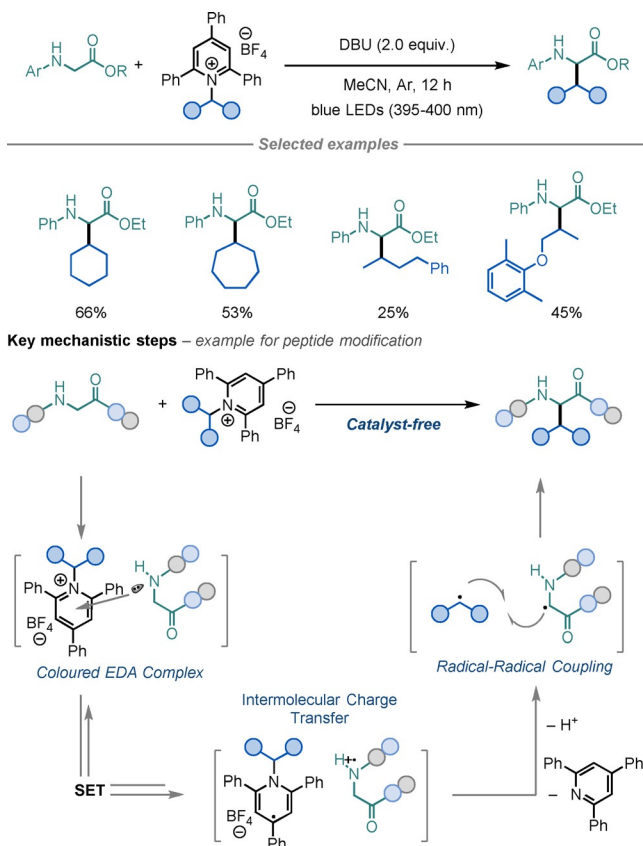 Ph
BF4
⊖
H
N
Ar
O
OR
+
Ph
N
Ph
⊕
DBU (2.0 equiv.)
MeCN, Ar, 12 h
blue LEDs (395-400 nm)
H
N
Ar
O
OR
Selected examples
H
N
Ph
O
OEt
66%
H
N
Ph
O
OEt
53%
H
N
Ph
O
OEt
Ph
25%
H
N
Ph
O
OEt
O
45%
Key mechanistic steps – example for peptide modification
H
N
O
+
Ph
Ph
N
⊕
Ph
⊖
BF4
Catalyst-free
H
N
O
Ph
N
⊕
Ph
BF4
⊖
Ph
H
N
O
Coloured EDA Complex
H
N
O
Radical-Radical Coupling
Intermolecular Charge
Transfer
SET
Ph
N
Ph
BF4
⊖
Ph
H
+•
N
O
– H+
–
Ph
Ph
N
Ph